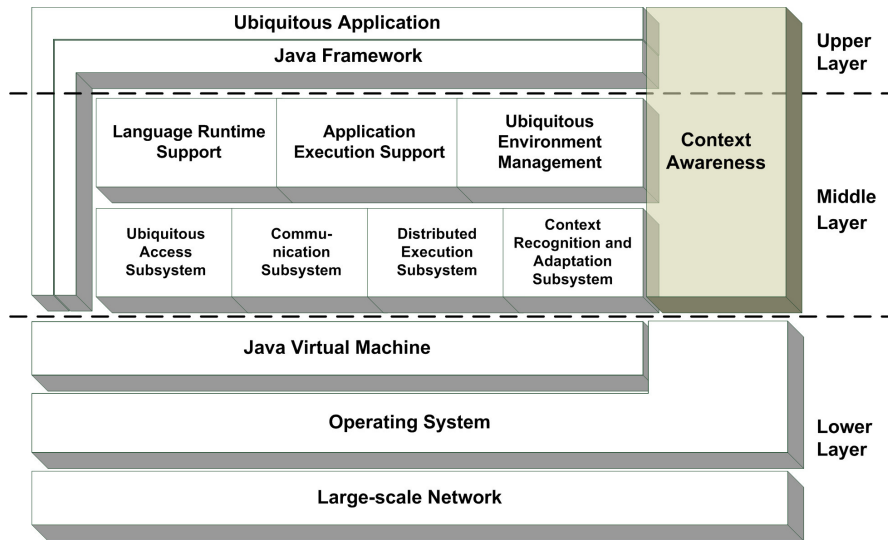 Ubiquitous Application
Java Framework
Upper
Layer
Language Runtime
Support
Application
Execution Support
Ubiquitous
Environment
Management
Context
Awareness
Middle
Layer
Ubiquitous
Access
Subsystem
Commu-
nication
Subsystem
Distributed
Execution
Subsystem
Context
Recognition and
Adaptation
Subsystem
Java Virtual Machine
Operating System
Lower
Layer
Large-scale Network